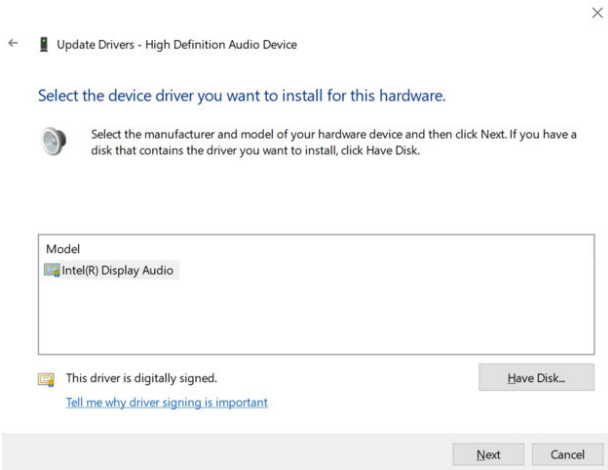 Update Drivers - High Definition Audio Device
Select the device driver you want to install for this hardware.
Select the manufacturer and model of your hardware device and then click Next. If you have a
disk that contains the driver you want to install, click Have Disk.
Model
Intel(R) Display Audio
This driver is digitally signed.
Have Disk...
Tell me why driver signing is important
Next
Cancel